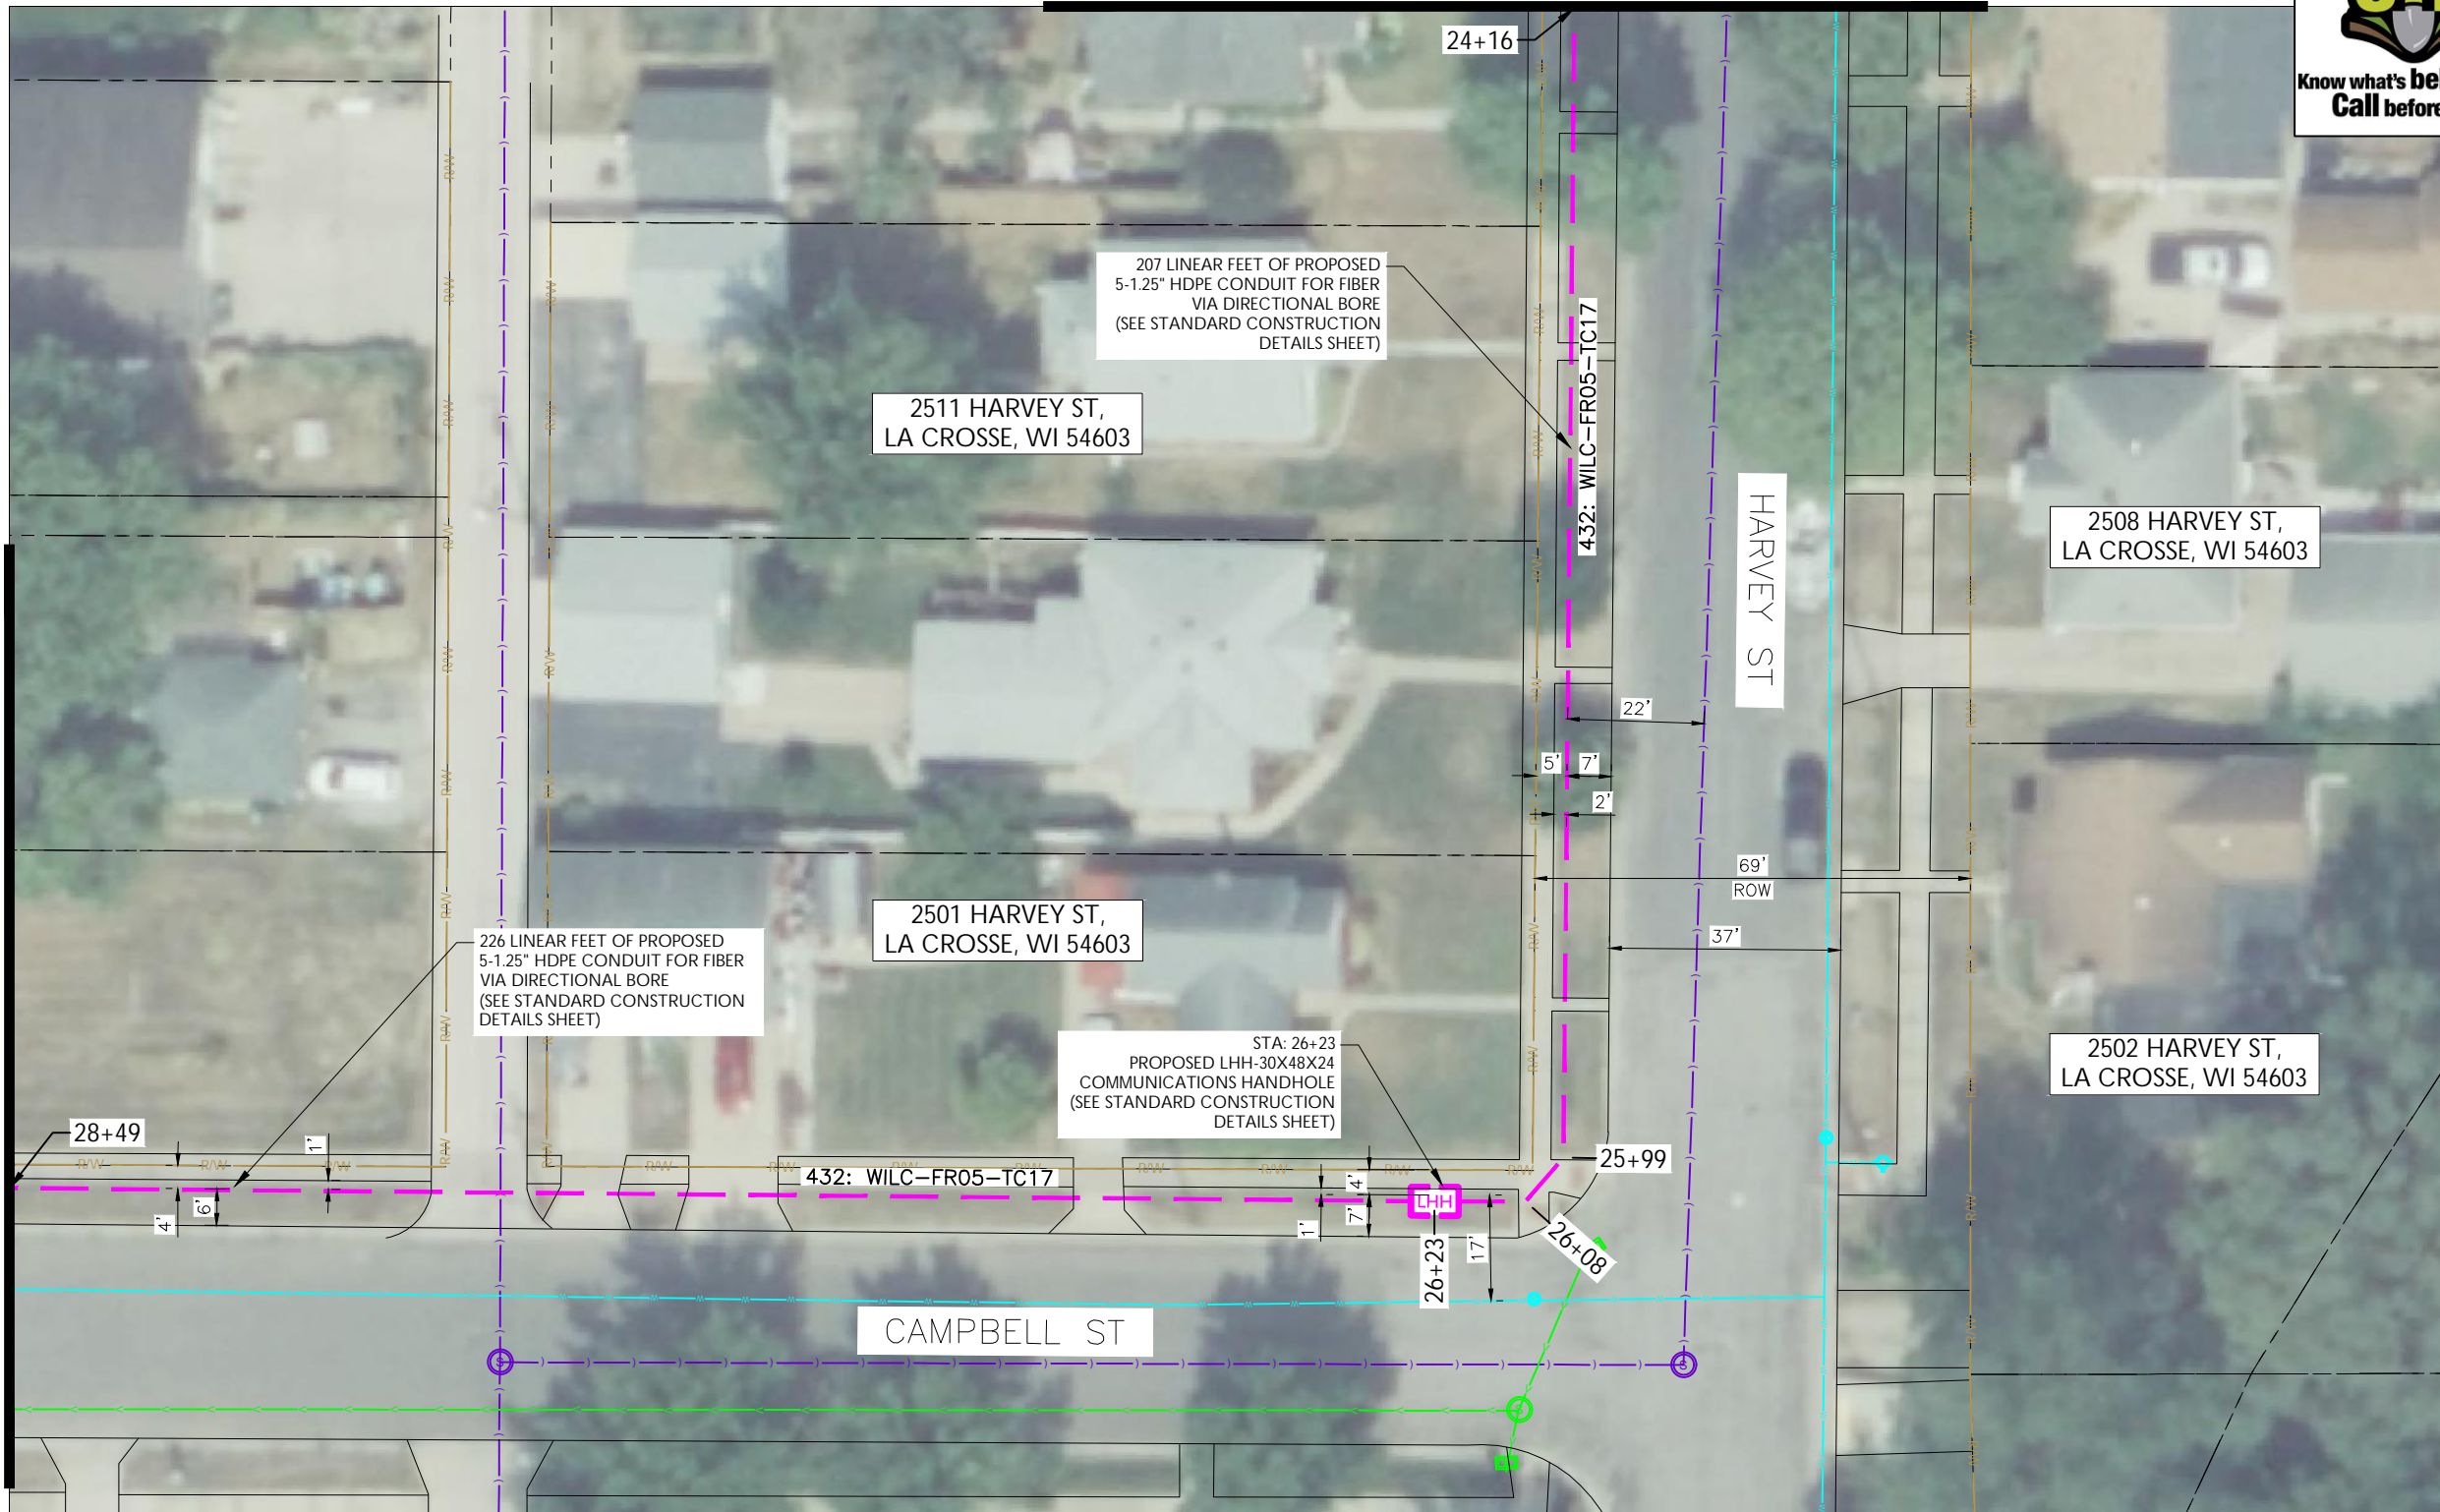 24+16
Know what's
Call before
207 LINEAR FEET OF PROPOSED
5-1.25" HDPE CONDUIT FOR FIBER
VIA DIRECTIONAL BORE
(SEE STANDARD CONSTRUCTION
DETAILS SHEET)
432: WILC-FR05-TC17
2511 HARVEY ST,
LA CROSSE, WI 54603
HARVEY ST
2508 HARVEY ST,
LA CROSSE, WI 54603
22'
5'
7'
2'
69'
ROW
37'
2501 HARVEY ST,
LA CROSSE, WI 54603
226 LINEAR FEET OF PROPOSED
5-1.25" HDPE CONDUIT FOR FIBER
VIA DIRECTIONAL BORE
(SEE STANDARD CONSTRUCTION
DETAILS SHEET)
STA: 26+23
PROPOSED LHH-30X48X24
COMMUNICATIONS HANDHOLE
(SEE STANDARD CONSTRUCTION
DETAILS SHEET)
2502 HARVEY ST,
LA CROSSE, WI 54603
28+49
1'
4'
6'
R/W
R/W
R/W
432: WILC-FR05-TC17
25+99
4'
LHH
1'
7'
17'
26+23
26+08
CAMPBELL ST
S
S